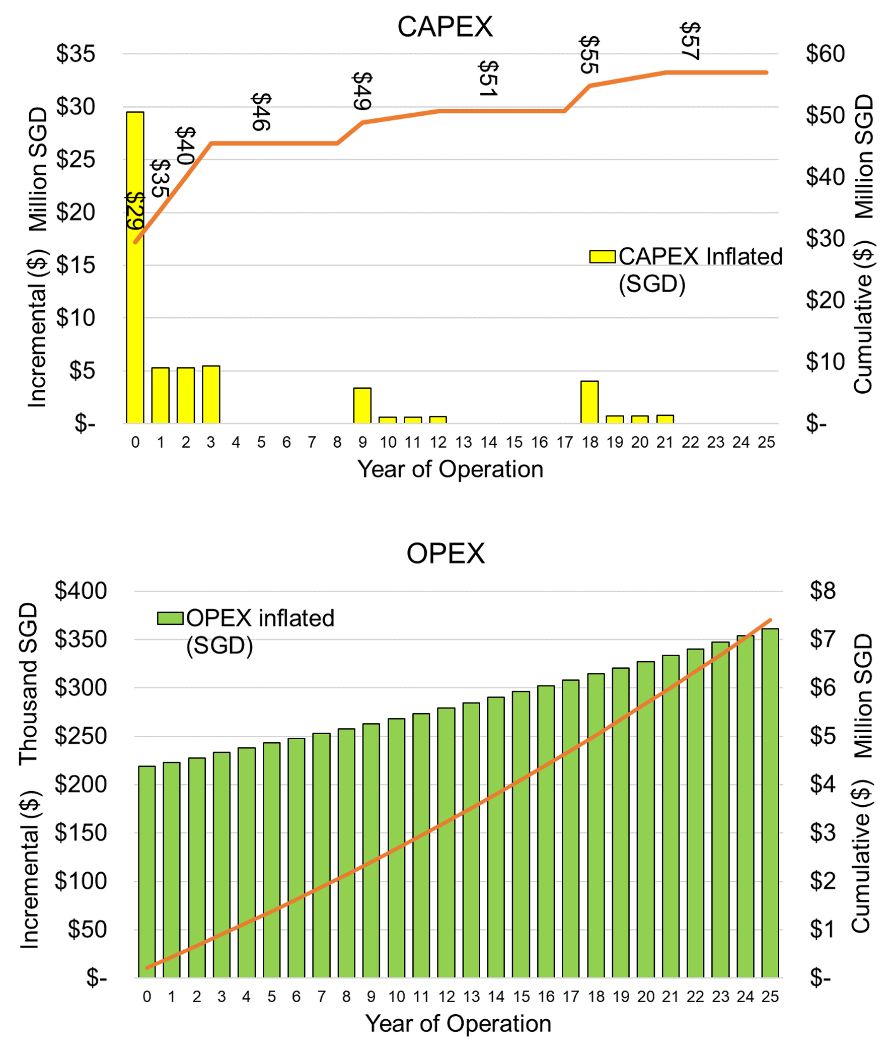 CAPEX
Incremental ($) Million SGD
$35
$30
$25
$20
$15
$10
$5
$-
$29
$35
$40
$46
$49
$51
$55
$57
CAPEX Inflated
(SGD)
$60
$50
$40
$30
$20
$10
$-
Cumulative ($) Million SGD
0 1 2 3 4 5 6 7 8 9 10 11 12 13 14 15 16 17 18 19 20 21 22 23 24 25
Year of Operation
OPEX
Incremental ($) Thousand SGD
$400
$350
$300
$250
$200
$150
$100
$50
$-
OPEX inflated
(SGD)
$8
$7
$6
$5
$4
$3
$2
$1
$-
Cumulative ($) Million SGD
0 1 2 3 4 5 6 7 8 9 10 11 12 13 14 15 16 17 18 19 20 21 22 23 24 25
Year of Operation